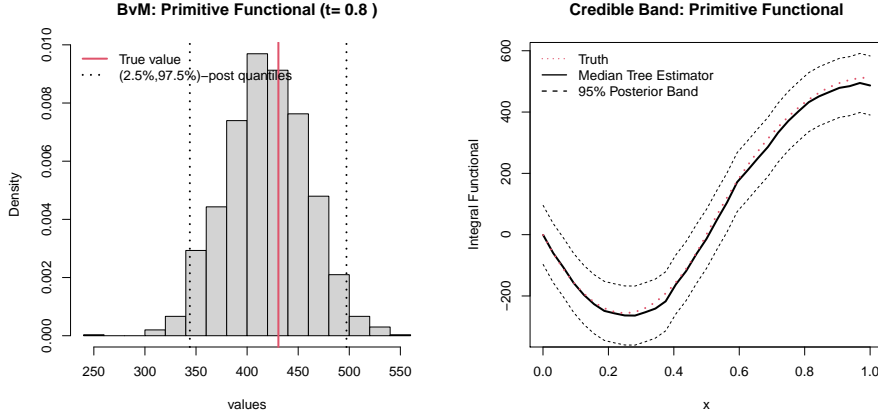 BvM: Primitive Functional (t= 0.8 )
True value
(2.5%,97.5%)−post quantiles
Density
0.000
0.002
0.004
0.006
0.008
0.010
250
350
450
550
300
400
500
values
Credible Band: Primitive Functional
Truth
Median Tree Estimator
95% Posterior Band
Integral Functional
600
400
200
0
−200
0.0
0.2
0.4
0.6
0.8
1.0
x